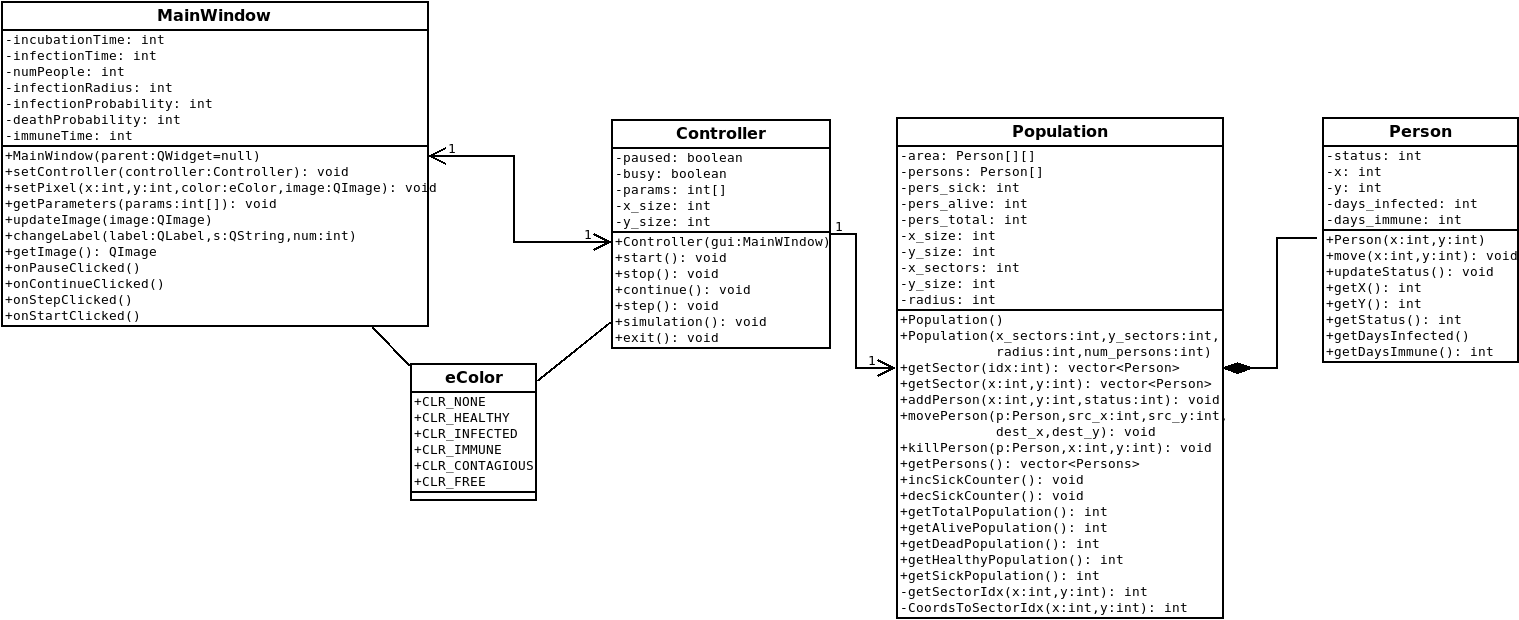 MainWindow
-incubationTime: int
-infectionTime: int
-numPeople: int
-infectionRadius: int
-infectionProbability: int
-deathProbability: int
-immuneTime: int
+MainWindow(parent:QWidget=null)
+setController(controller:Controller): void
+setPixel(x:int,y:int,color:eColor,image:QImage): void
+getParameters(params:int[]): void
+updateImage(image:QImage)
+changeLabel(label:QLabel,s:QString,num:int)
+getImage(): QImage
+onPauseClicked()
+onContinueClicked()
+onStepClicked()
+onStartClicked()
1
1
eColor
+CLR_NONE
+CLR_HEALTHY
+CLR_INFECTED
+CLR_IMMUNE
+CLR_CONTAGIOUS
+CLR_FREE
Controller
-paused: boolean
-busy: boolean
-params: int[]
-x_size: int
-y_size: int
+Controller(gui:MainWIndow)
+start(): void
+stop(): void
+continue(): void
+step(): void
+simulation(): void
+exit(): void
1
1
Population
-area: Person[][]
-persons: Person[]
-pers_sick: int
-pers_alive: int
-pers_total: int
-x_size: int
-y_size: int
-x_sectors: int
-y_size: int
-radius: int
+Population()
+Population(x_sectors:int,y_sectors:int,
radius:int,num_persons:int)
+getSector(idx:int): vector<Person>
+getSector(x:int,y:int): vector<Person>
+addPerson(x:int,y:int,status:int): void
+movePerson(p:Person,src_x:int,src_y:int,
dest_x,dest_y): void
+killPerson(p:Person,x:int,y:int): void
+getPersons(): vector<Persons>
+incSickCounter(): void
+decSickCounter(): void
+getTotalPopulation(): int
+getAlivePopulation(): int
+getDeadPopulation(): int
+getHealthyPopulation(): int
+getSickPopulation(): int
-getSectorIdx(x:int,y:int): int
-CoordsToSectorIdx(x:int,y:int): int
Person
-status: int
-x: int
-y: int
-days_infected: int
-days_immune: int
+Person(x:int,y:int)
+move(x:int,y:int): void
+updateStatus(): void
+getX(): int
+getY(): int
+getStatus(): int
+getDaysInfected()
+getDaysImmune(): int